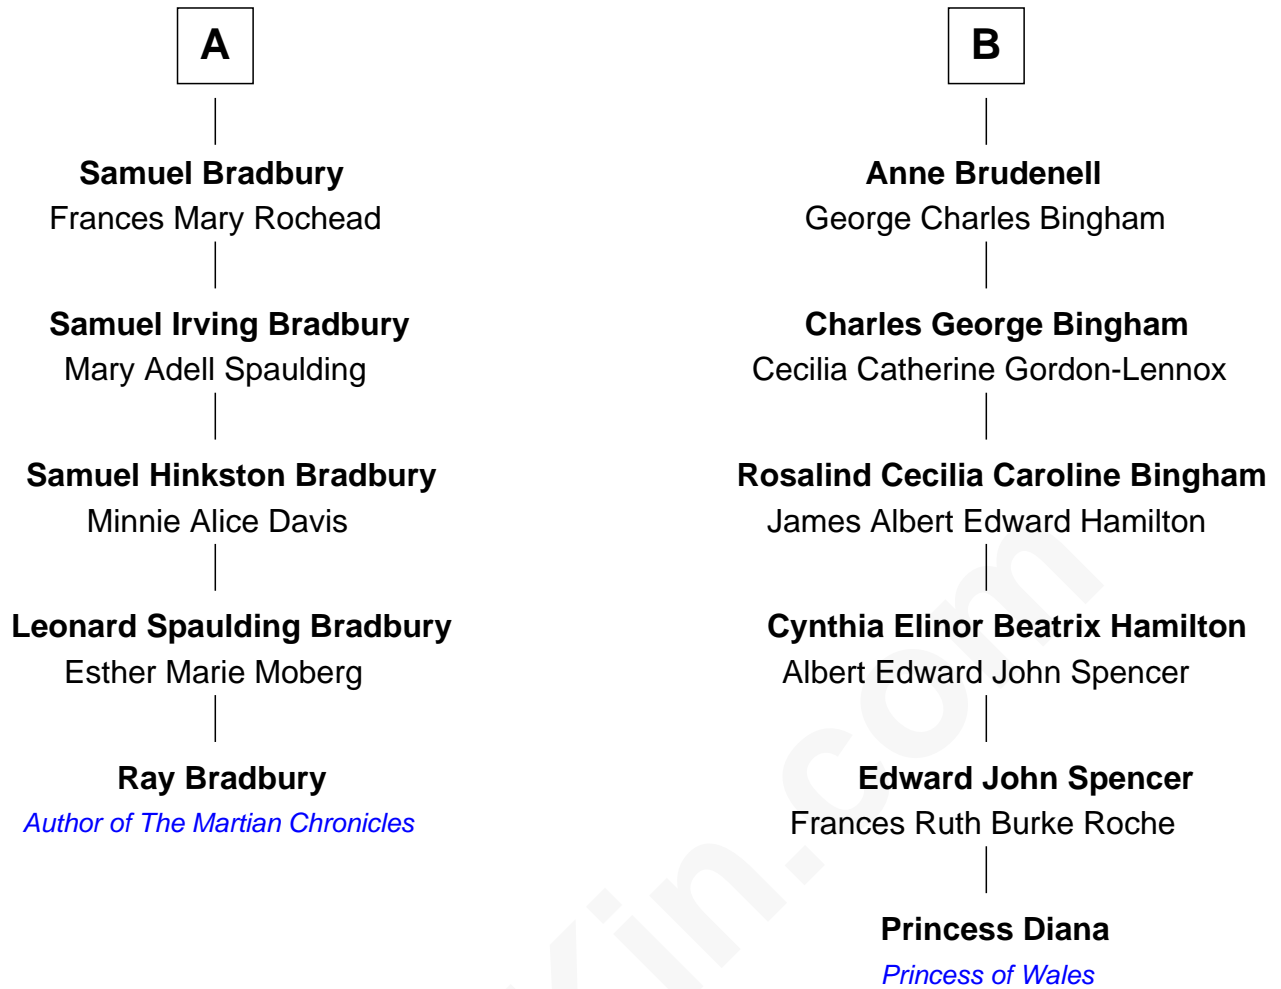 A
Samuel Bradbury
Frances Mary Rochead
Samuel Irving Bradbury
Mary Adell Spaulding
Samuel Hinkston Bradbury
Minnie Alice Davis
Leonard Spaulding Bradbury
Esther Marie Moberg
Ray Bradbury
Author of The Martian Chronicles
B
Anne Brudenell
George Charles Bingham
Charles George Bingham
Cecilia Catherine Gordon-Lennox
Rosalind Cecilia Caroline Bingham
James Albert Edward Hamilton
Cynthia Elinor Beatrix Hamilton
Albert Edward John Spencer
Edward John Spencer
Frances Ruth Burke Roche
Princess Diana
Princess of Wales
Kin.com